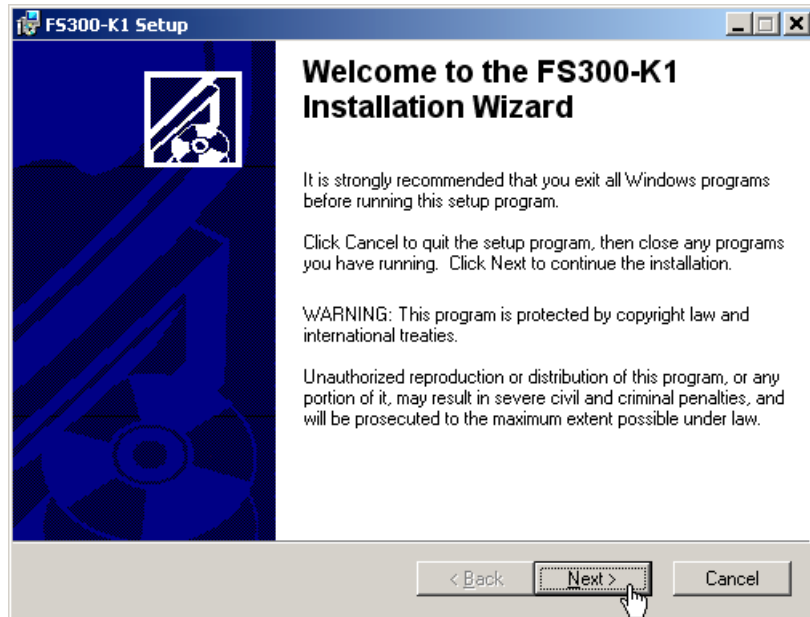 FS300-K1 Setup
Welcome to the FS300-K1
Installation Wizard
It is strongly recommended that you exit all Windows programs
before running this setup program.
Click Cancel to quit the setup program, then close any programs
you have running.  Click Next to continue the installation.
WARNING: This program is protected by copyright law and
international treaties.
Unauthorized reproduction or distribution of this program, or any
portion of it, may result in severe civil and criminal penalties, and
will be prosecuted to the maximum extent possible under law.
< Back Next > Cancel